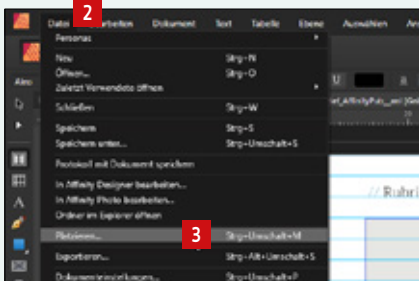 2
Datei Bearbeiten Dokument Text Tabelle Ebene Auswählen
Personas
Neu Strg+N
Öffnen... Strg+O
Zuletzt Verwendete öffnen
Schließen Strg+W
Speichern Strg+S
Speichern unter... Strg+Umschalt+S
Protokoll mit Dokument speichern
In Affinity Designer bearbeiten...
In Affinity Photo bearbeiten...
Ordner im Explorer öffnen
Platzieren... 3 Strg+Umschalt+M
Exportieren... Strg+Alt+Umschalt+S
Dokumenteinstellungen... Strg+Umschalt+P
U
A
// Rubri